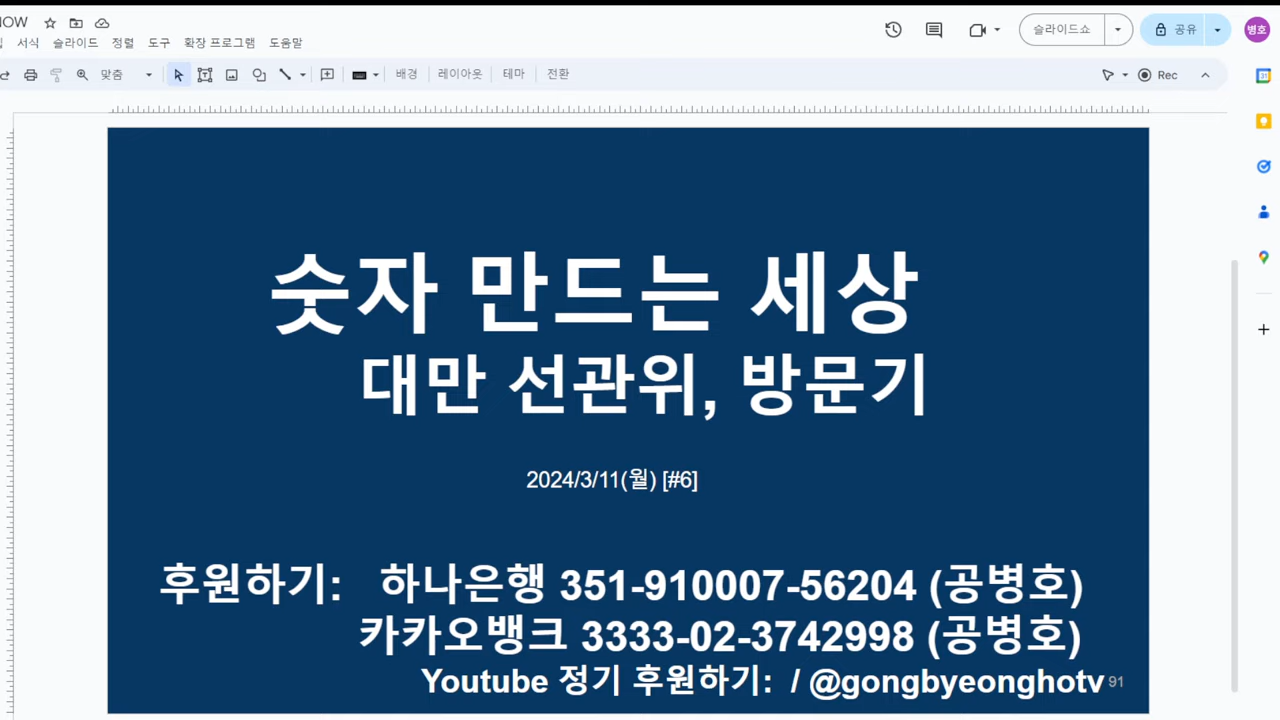 NOW
서식 슬라이드 정렬 도구 확장 프로그램 도움말
슬라이드쇼
공유
병호
맞춤 배경 레이아웃 테마 전환 Rec
31
숫자 만드는 세상
대만 선관위, 방문기
2024/3/11(월) [#6]
후원하기: 하나은행 351-910007-56204 (공병호)
카카오뱅크 3333-02-3742998 (공병호)
Youtube 정기 후원하기: / @gongbyeonghotv
91